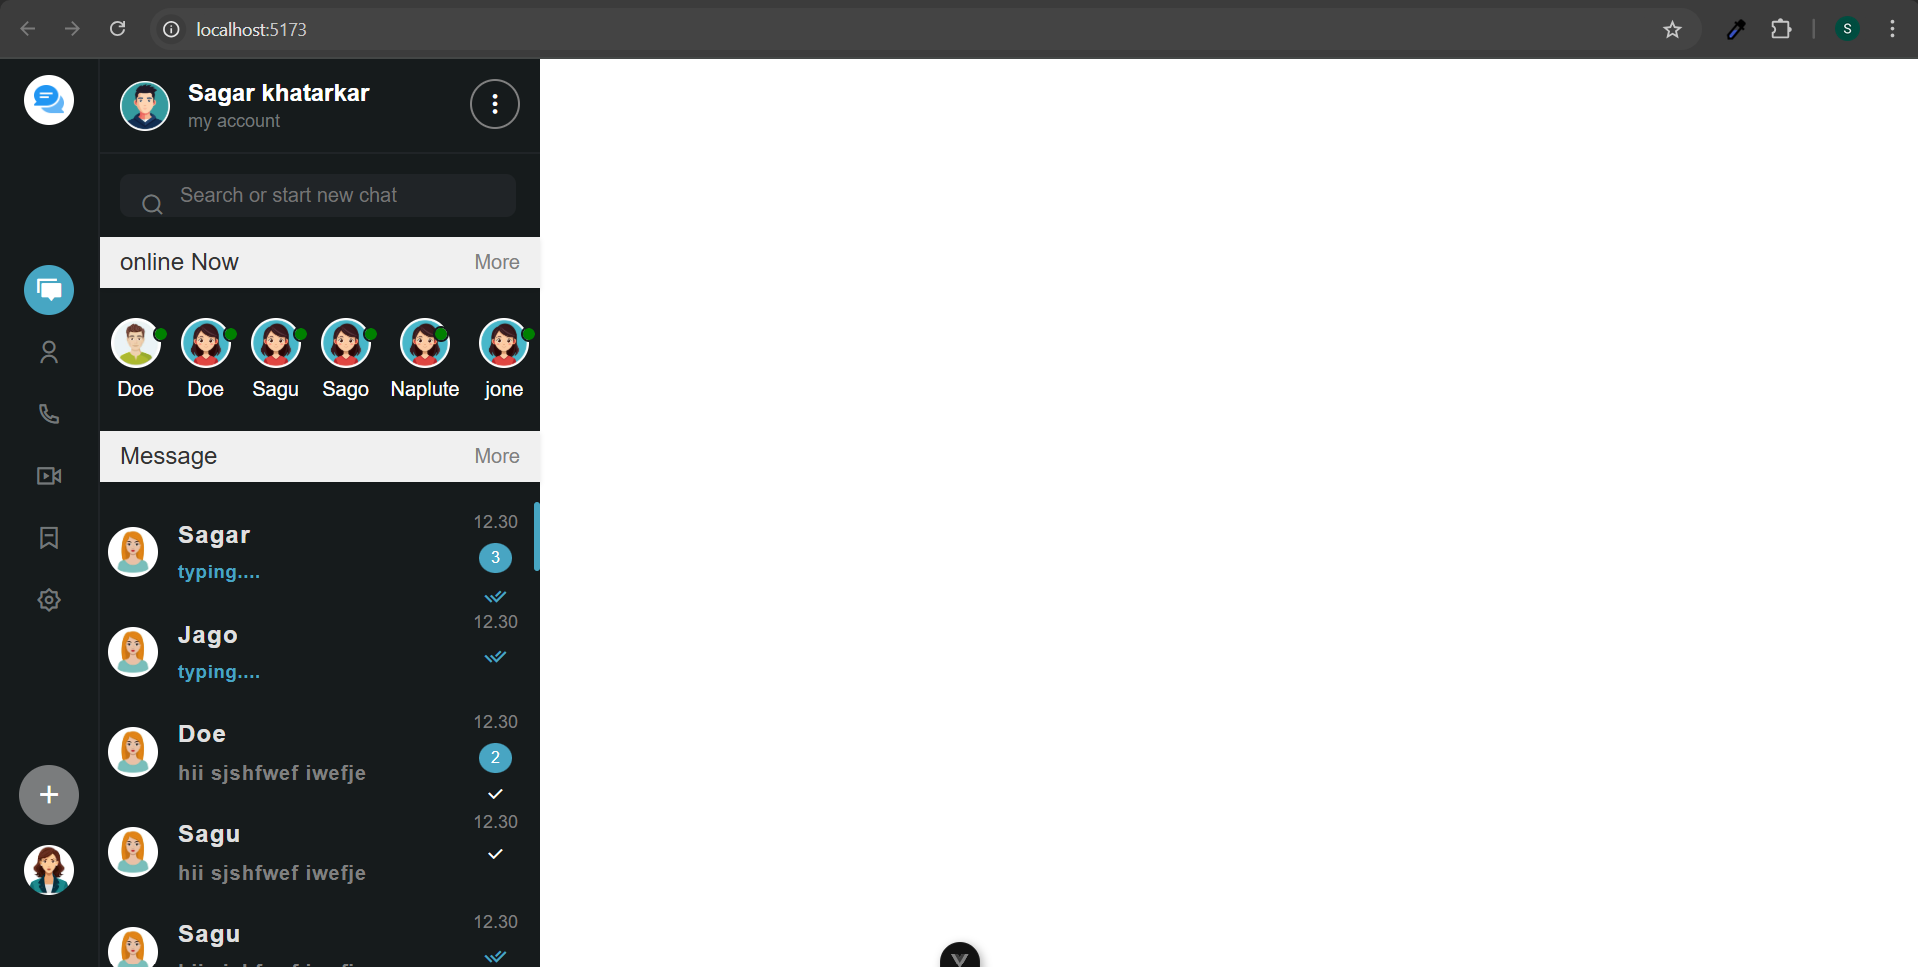 localhost:5173
S
Sagar khatarkar
my account
Search or start new chat
online Now
More
Doe
Doe
Sagu
Sago
Naplute
jone
Message
More
Sagar
12.30
typing....
3
Jago
12.30
typing....
Doe
12.30
hii sjshfwef iwefje
2
Sagu
12.30
hii sjshfwef iwefje
Sagu
12.30